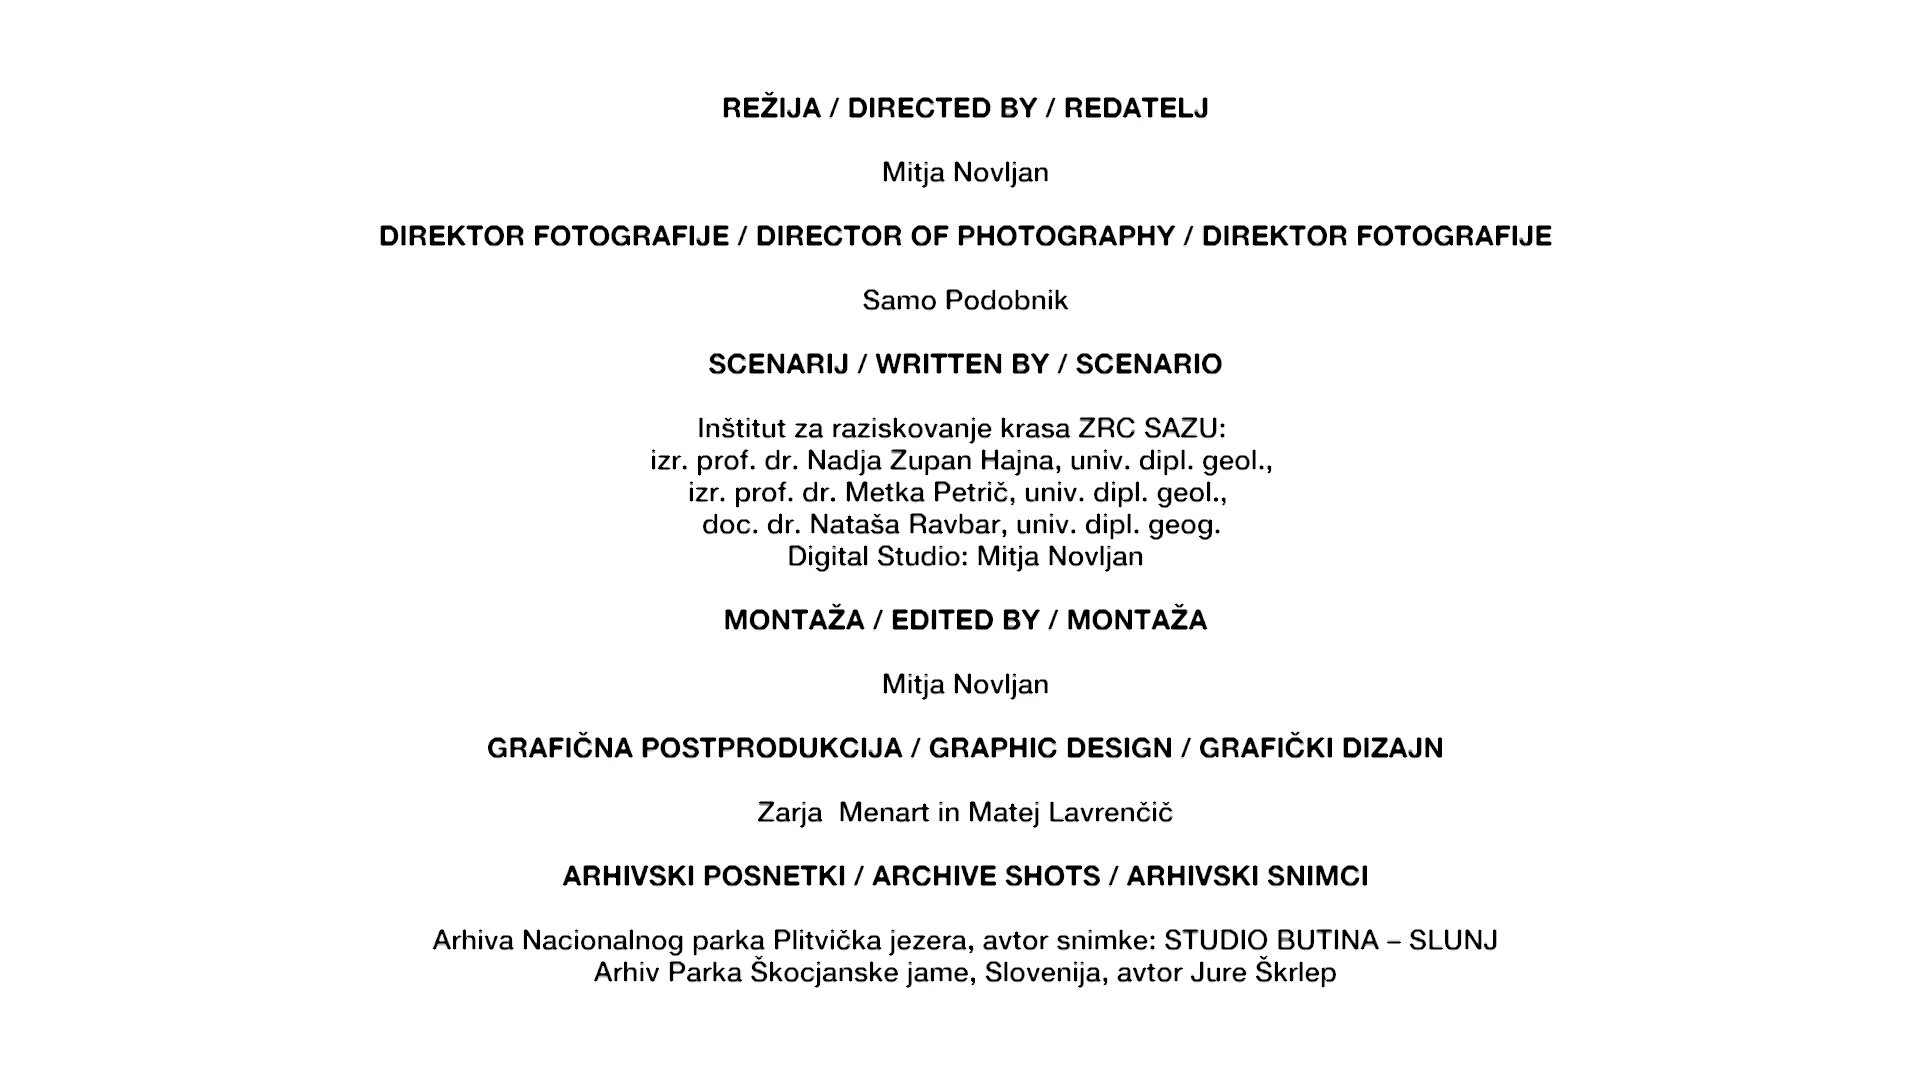 REŽIJA / DIRECTED BY / REDATELJ
Mitja Novljan
DIREKTOR FOTOGRAFIJE / DIRECTOR OF PHOTOGRAPHY / DIREKTOR FOTOGRAFIJE
Samo Podobnik
SCENARIJ / WRITTEN BY / SCENARIO
Inštitut za raziskovanje krasa ZRC SAZU:
izr. prof. dr. Nadja Zupan Hajna, univ. dipl. geol.,
izr. prof. dr. Metka Petrič, univ. dipl. geol.,
doc. dr. Nataša Ravbar, univ. dipl. geog.
Digital Studio: Mitja Novljan
MONTAŽA / EDITED BY / MONTAŽA
Mitja Novljan
GRAFIČNA POSTPRODUKCIJA / GRAPHIC DESIGN / GRAFIČKI DIZAJN
Zarja  Menart in Matej Lavrenčič
ARHIVSKI POSNETKI / ARCHIVE SHOTS / ARHIVSKI SNIMCI
Arhiva Nacionalnog parka Plitvička jezera, avtor snimke: STUDIO BUTINA – SLUNJ
Arhiv Parka Škocjanske jame, Slovenija, avtor Jure Škrlep